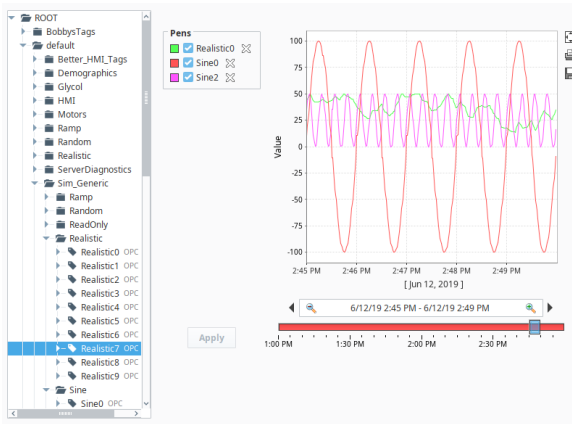 ROOT
BobbysTags
default
Better_HMI_Tags
Demographics
Glycol
HMI
Motors
Ramp
Random
Realistic
ServerDiagnostics
Sim_Generic
Ramp
Random
ReadOnly
Realistic
Realistic0 OPC
Realistic1 OPC
Realistic2 OPC
Realistic3 OPC
Realistic4 OPC
Realistic5 OPC
Realistic6 OPC
Realistic7 OPC
Realistic8 OPC
Realistic9 OPC
Sine
Sine0 OPC
Pens
Realistic0
Sine0
Sine2
Apply
Value
100
75
50
25
0
-25
-50
-75
-100
2:45 PM 2:46 PM 2:47 PM 2:48 PM 2:49 PM
[ Jun 12, 2019 ]
6/12/19 2:45 PM - 6/12/19 2:49 PM
1:00 PM 1:30 PM 2:00 PM 2:30 PM